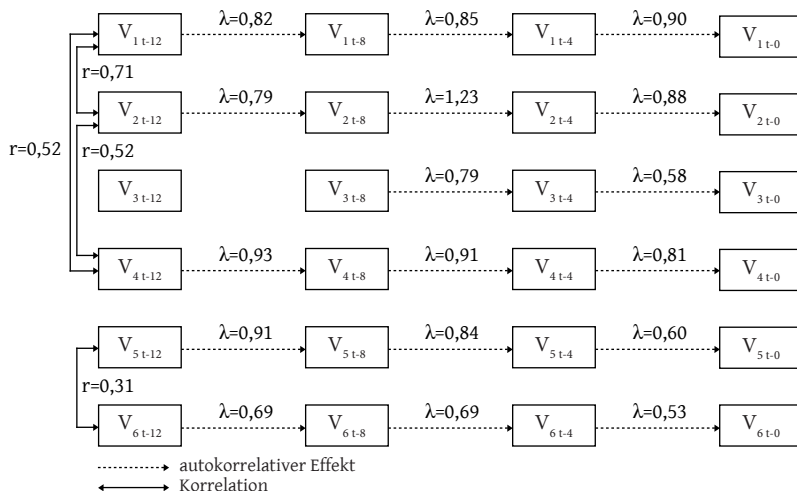 λ=0,82 λ=0,85 λ=0,90
V1 t-12 V1 t-8 V1 t-4 V1 t-0
r=0,71
λ=0,79 λ=1,23 λ=0,88
V2 t-12 V2 t-8 V2 t-4 V2 t-0
r=0,52 r=0,52
λ=0,79 λ=0,58
V3 t-12 V3 t-8 V3 t-4 V3 t-0
λ=0,93 λ=0,91 λ=0,81
V4 t-12 V4 t-8 V4 t-4 V4 t-0
λ=0,91 λ=0,84 λ=0,60
V5 t-12 V5 t-8 V5 t-4 V5 t-0
r=0,31
λ=0,69 λ=0,69 λ=0,53
V6 t-12 V6 t-8 V6 t-4 V6 t-0
autokorrelativer Effekt
Korrelation